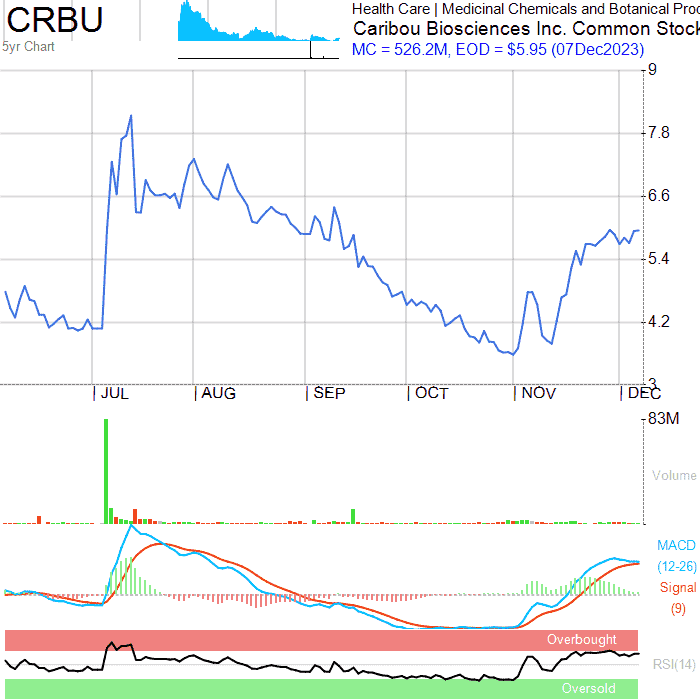 CRBU
5yr Chart
Health Care | Medicinal Chemicals and Botanical Proc
Caribou Biosciences Inc. Common Stock
MC = 526.2M, EOD = $5.95 (07Dec2023)
9
7.8
6.6
5.4
4.2
3
| JUL | AUG | SEP | OCT | NOV | DEC
83M
Volume
MACD
(12-26)
Signal
(9)
Overbought
RSI(14)
Oversold